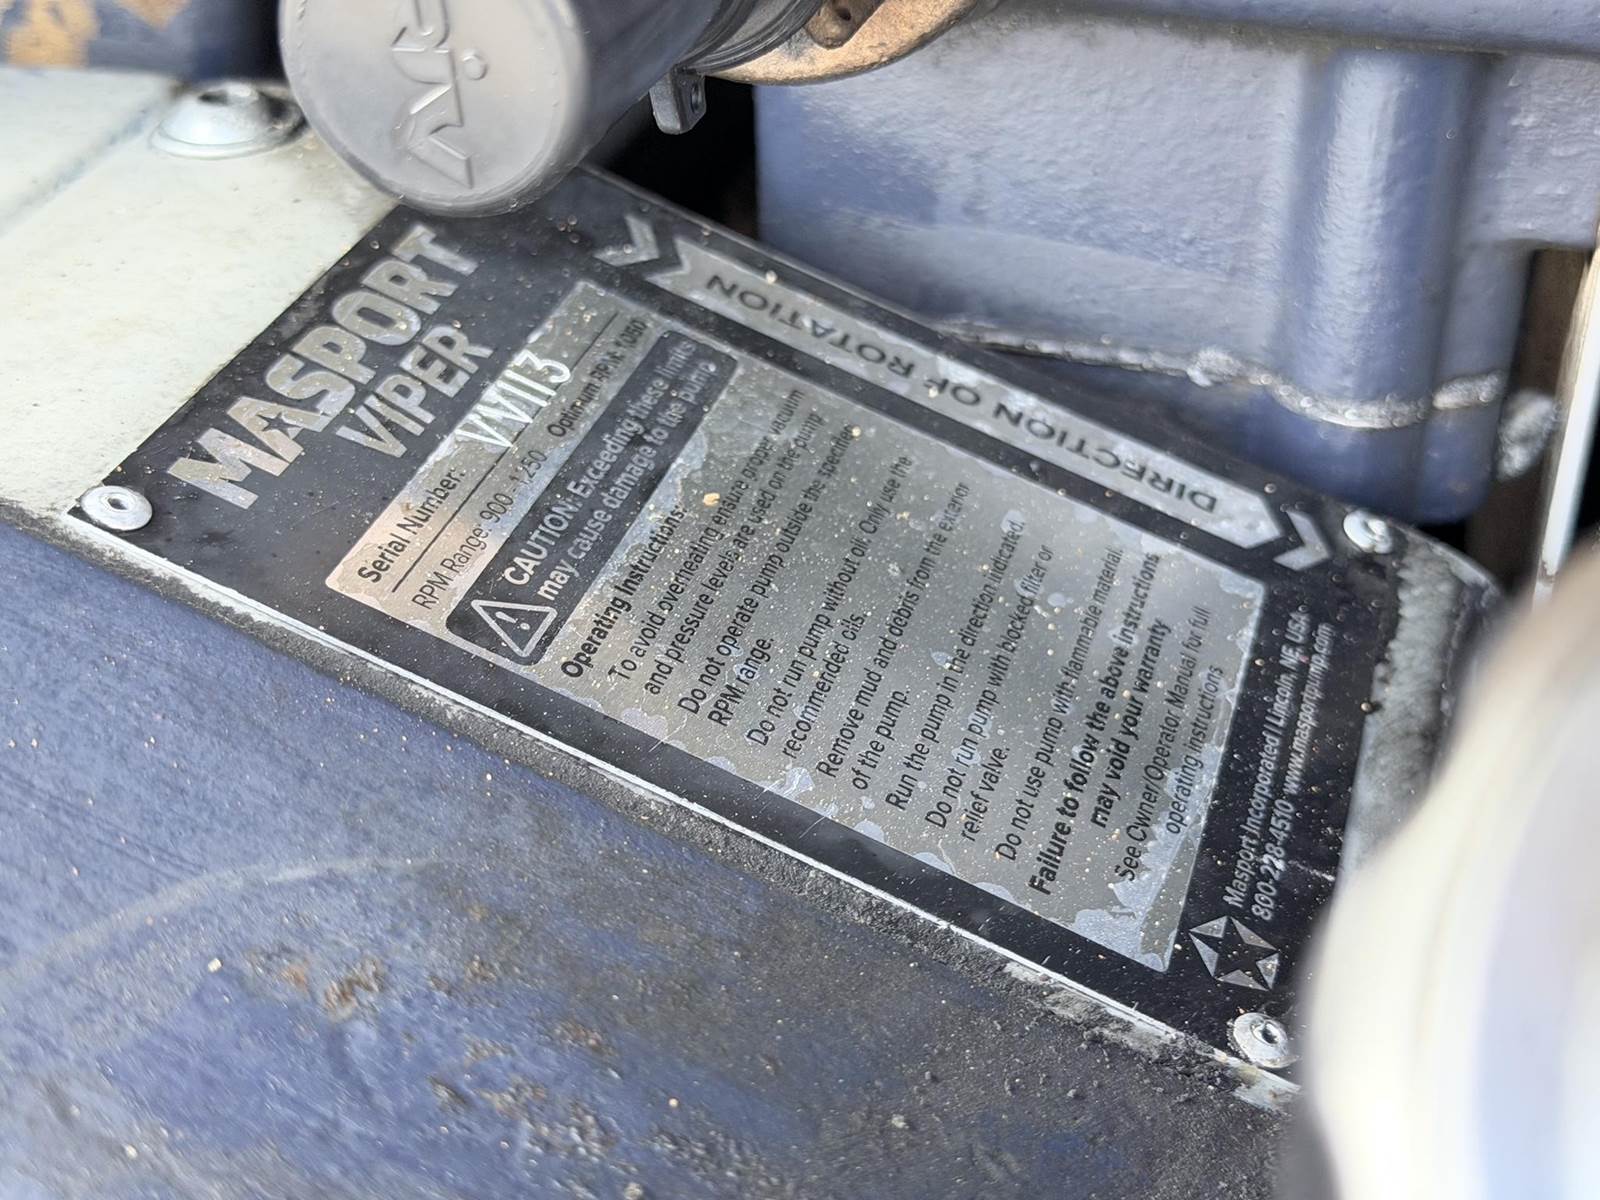 MASPORT
VIPER
Serial Number: VV1113
RPM Range: 900 - 1250 Optimum RPM: 1050
CAUTION: Exceeding these limits
may cause damage to the pump
Operating Instructions:
To avoid overheating ensure proper vacuum
and pressure levels are used on the pump
Do not operate pump outside the specified
RPM range.
Do not run pump without oil. Only use the
recommended oils.
Remove mud and debris from the exterior
of the pump.
Run the pump in the direction indicated.
Do not run pump with blocked filter or
relief valve.
Do not use pump with flammable material.
Failure to follow the above instructions
may void your warranty
See Owner/Operator Manual for full
operating instructions
DIRECTION OF ROTATION
Masport Incorporated Lincoln, NE USA
800-228-4510 www.masportpump.com